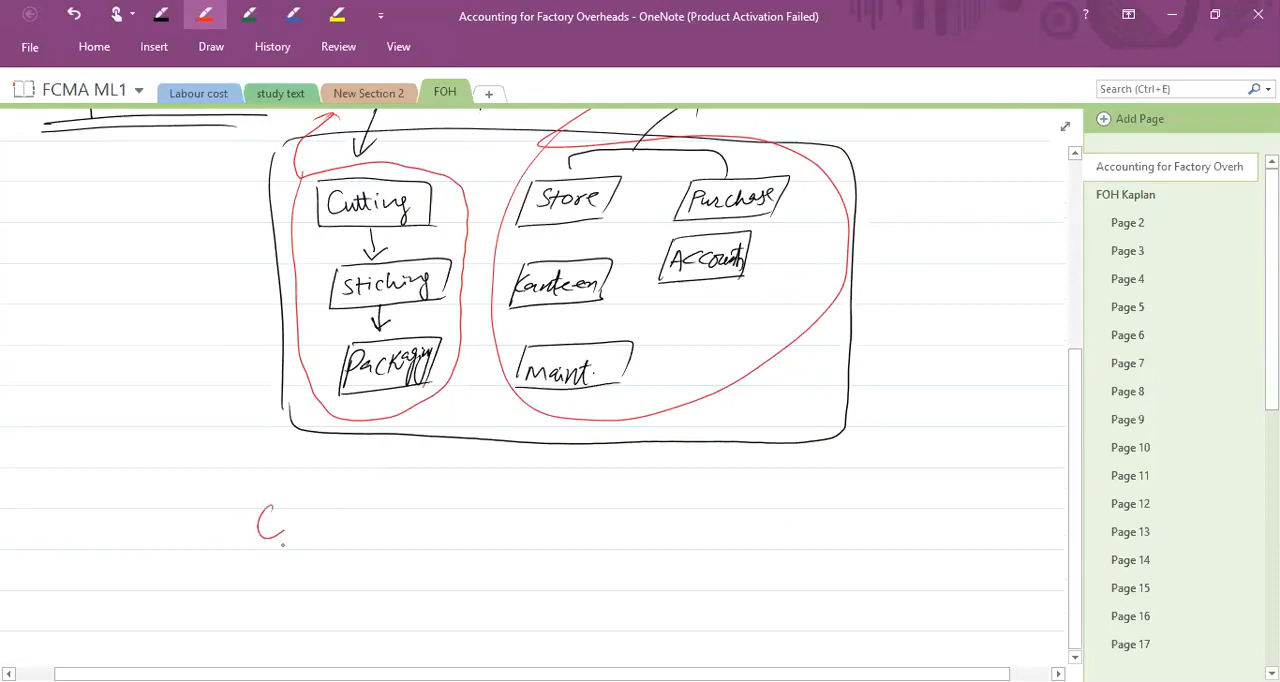 Accounting for Factory Overheads - OneNote (Product Activation Failed)
?
File Home Insert Draw History Review View
FCMA ML1 Labour cost study text New Section 2 FOH
Search (Ctrl+E)
Add Page
Accounting for Factory Overh
FOH Kaplan
Page 2
Page 3
Page 4
Page 5
Page 6
Page 7
Page 8
Page 9
Page 10
Page 11
Page 12
Page 13
Page 14
Page 15
Page 16
Page 17
Cutting
Stiching
Packaging
Store
Kanteen
Maint.
Purchase
Accounts
C